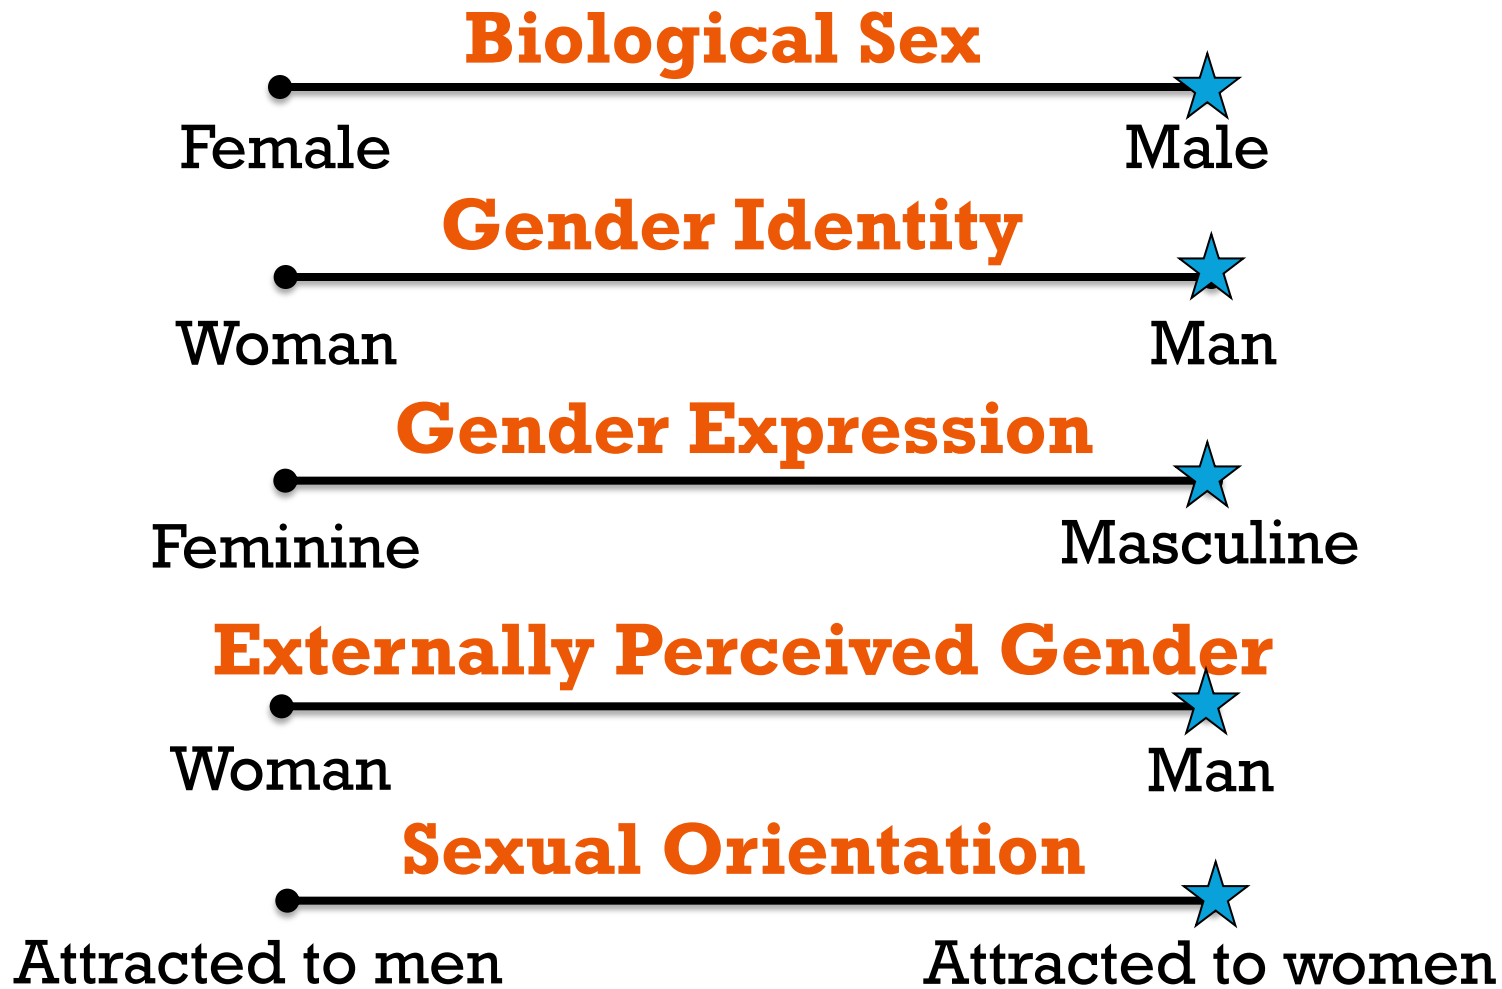 Biological Sex
Female Male
Gender Identity
Woman Man
Gender Expression
Feminine Masculine
Externally Perceived Gender
Woman Man
Sexual Orientation
Attracted to men Attracted to women